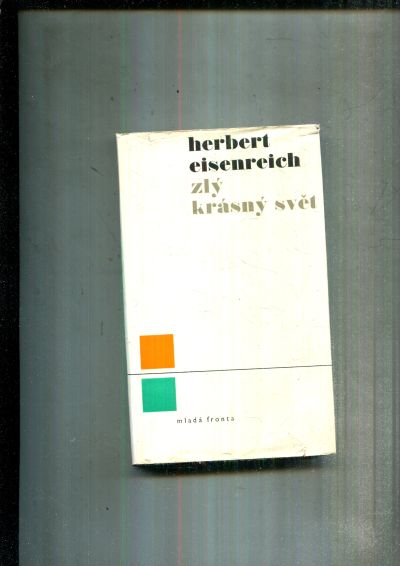 herbert
eisenreich
zlý
krásný svět
mladá fronta